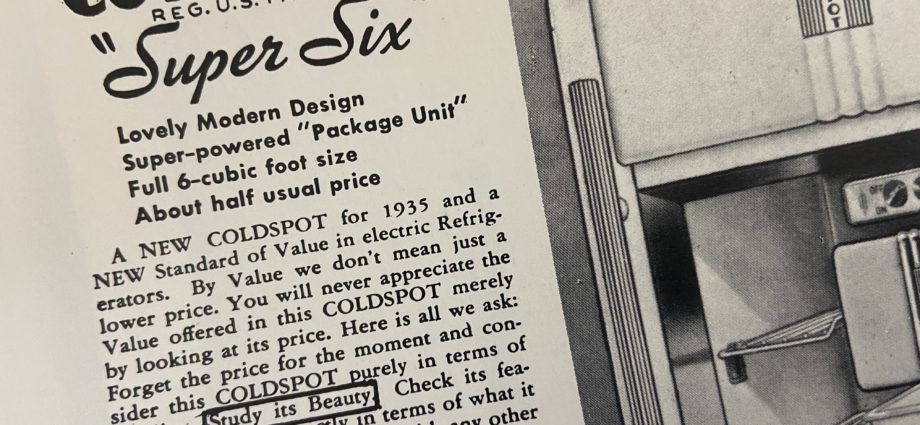 REG. U.S.
"Super Six
Lovely Modern Design
Super-powered "Package Unit"
Full 6-cubic foot size
About half usual price
A NEW COLDSPOT for 1935 and a
NEW Standard of Value in electric Refrig-
erators. By Value we don't mean just a
lower price. You will never appreciate the
Value offered in this COLDSPOT merely
by looking at its price. Here is all we ask:
Forget the price for the moment and con-
sider this COLDSPOT purely in terms of
Study its Beauty. Check its fea-
in terms of what it
other
OT
OFF
ON